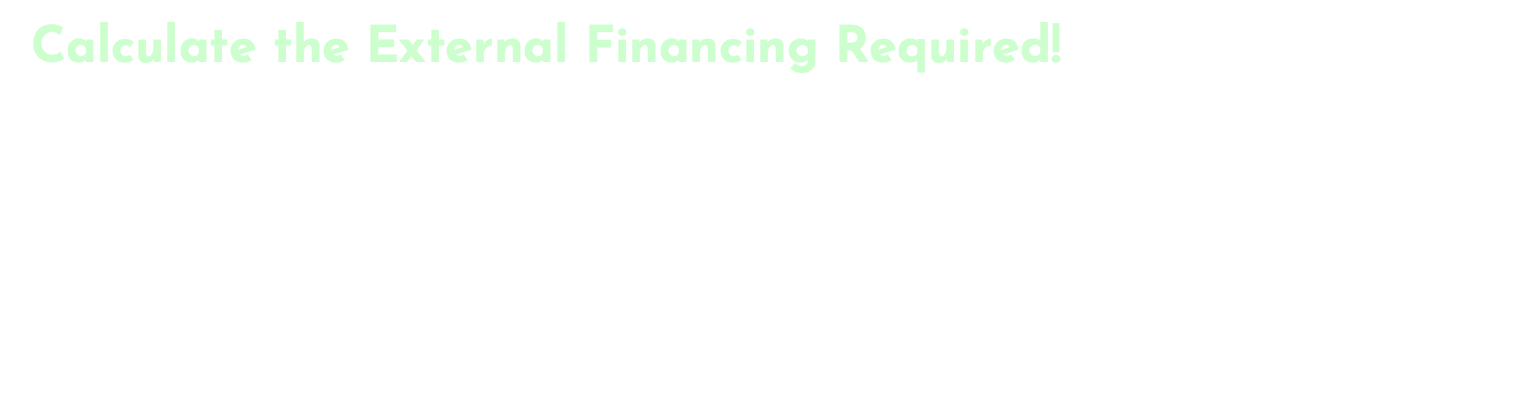 Calculate the External Financing Required!